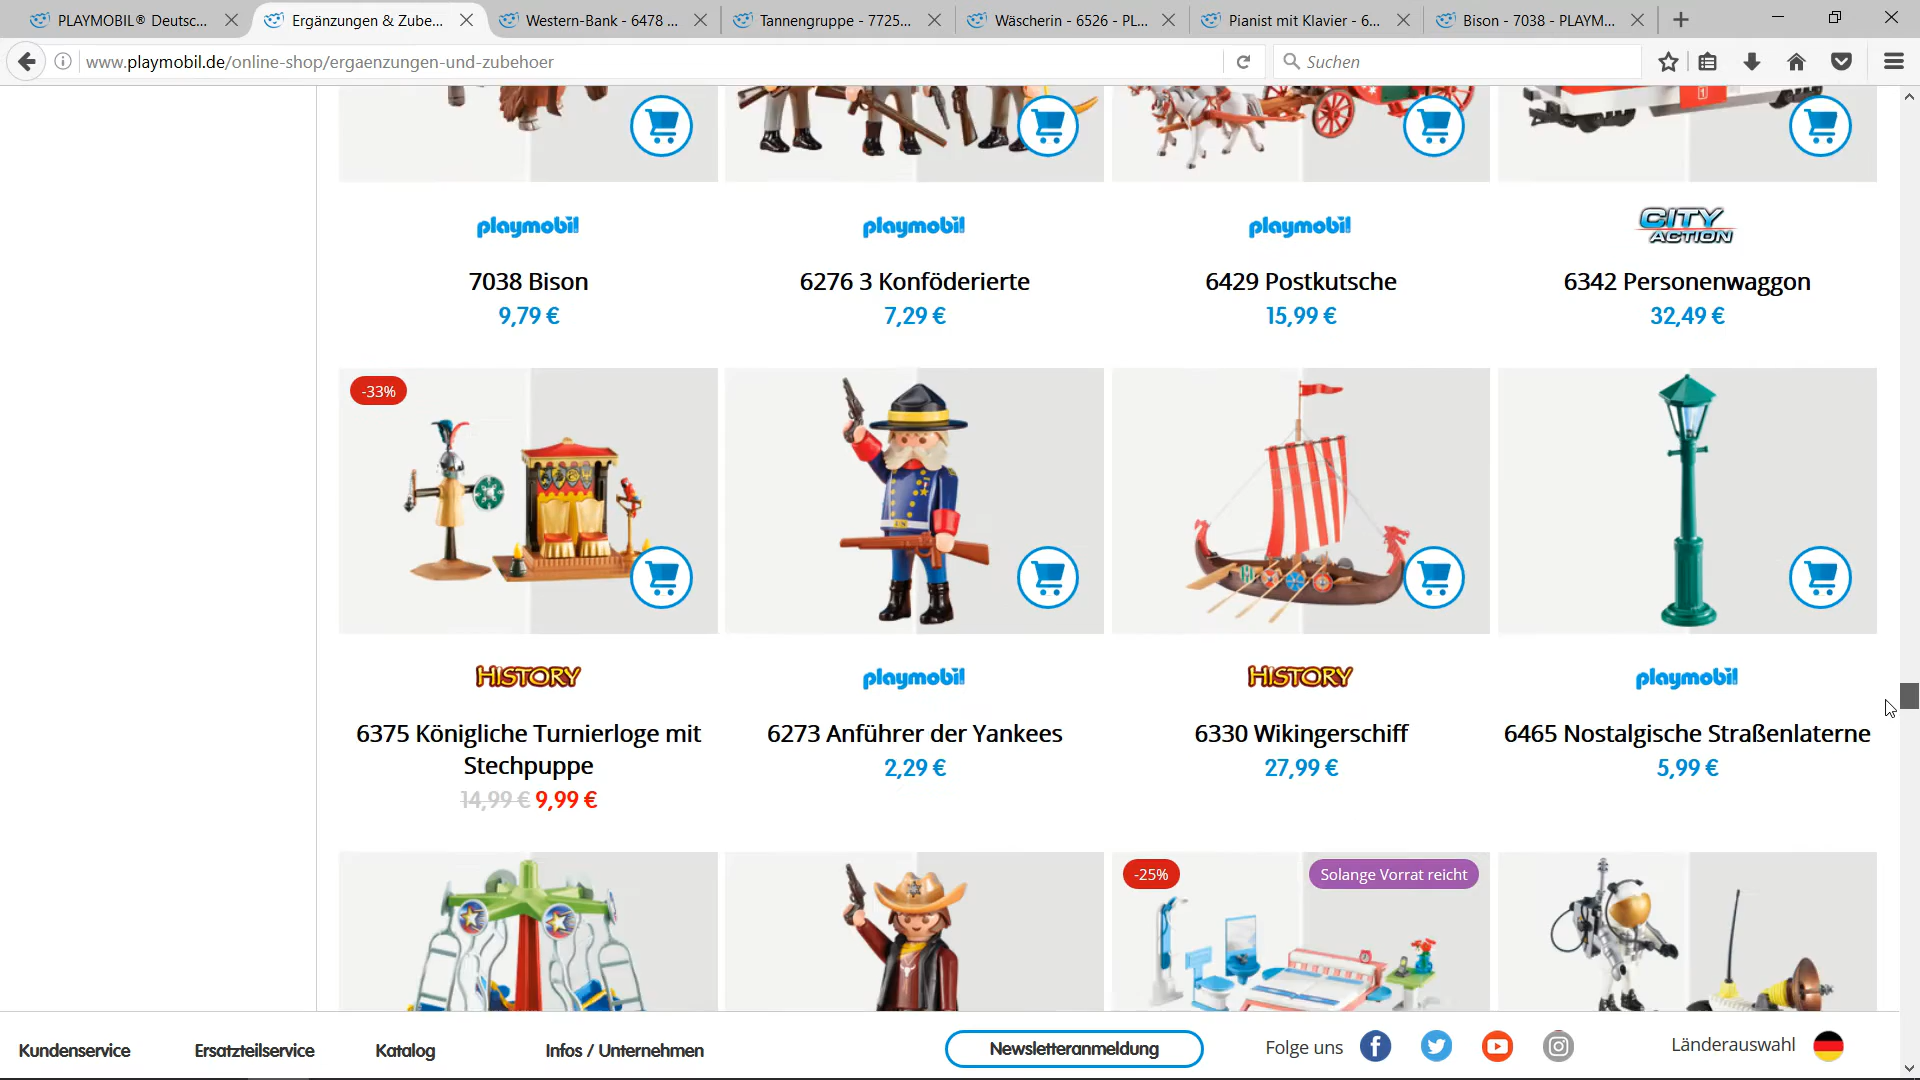 PLAYMOBIL® Deutsc...
Ergänzungen & Zube...
Western-Bank - 6478 ...
Tannengruppe - 7725...
Wäscherin - 6526 - PL...
Pianist mit Klavier - 6...
Bison - 7038 - PLAYM...
www.playmobil.de/online-shop/ergaenzungen-und-zubehoer
Suchen
1
playmobil
playmobil
playmobil
CITY ACTION
7038 Bison
6276 3 Konföderierte
6429 Postkutsche
6342 Personenwaggon
9,79 €
7,29 €
15,99 €
32,49 €
-33%
HISTORY
playmobil
HISTORY
playmobil
6375 Königliche Turnierloge mit
Stechpuppe
14,99 € 9,99 €
6273 Anführer der Yankees
2,29 €
6330 Wikingerschiff
27,99 €
6465 Nostalgische Straßenlaterne
5,99 €
-25%
Solange Vorrat reicht
Kundenservice
Ersatzteilservice
Katalog
Infos / Unternehmen
Newsletteranmeldung
Folge uns
Länderauswahl